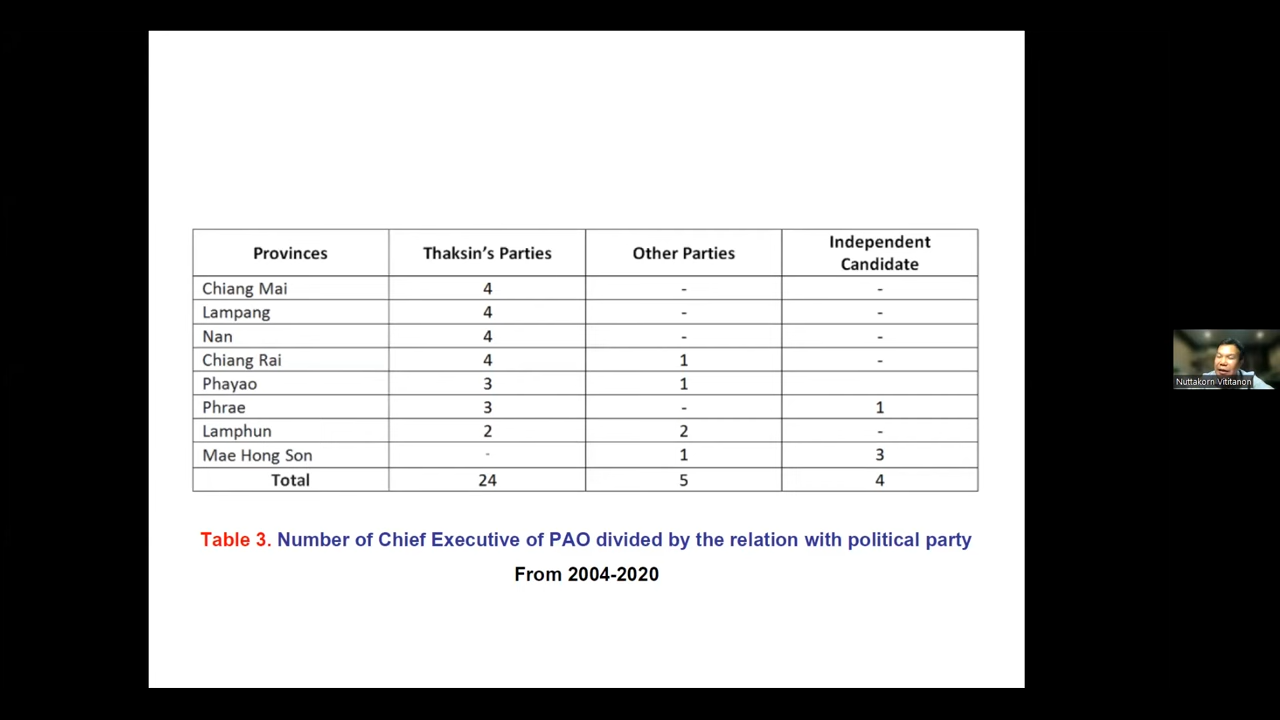 Provinces Thaksin's Parties Other Parties Independent Candidate
Chiang Mai 4 - -
Lampang 4 - -
Nan 4 - -
Chiang Rai 4 1 -
Phayao 3 1
Phrae 3 - 1
Lamphun 2 2 -
Mae Hong Son - 1 3
Total 24 5 4
Table 3. Number of Chief Executive of PAO divided by the relation with political party
From 2004-2020
Nuttakorn Vititanon